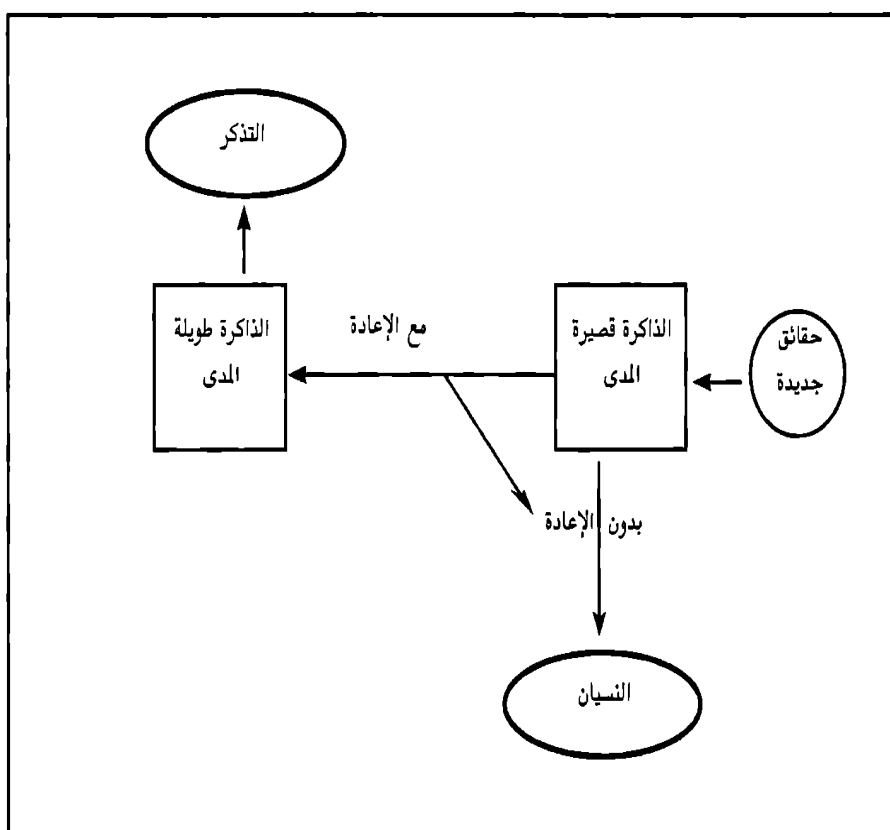 التذكر
حقائق
جديدة
الذاكرة قصيرة
المدى
مع الإعادة
الذاكرة طويلة
المدى
بدون الإعادة
النسيان